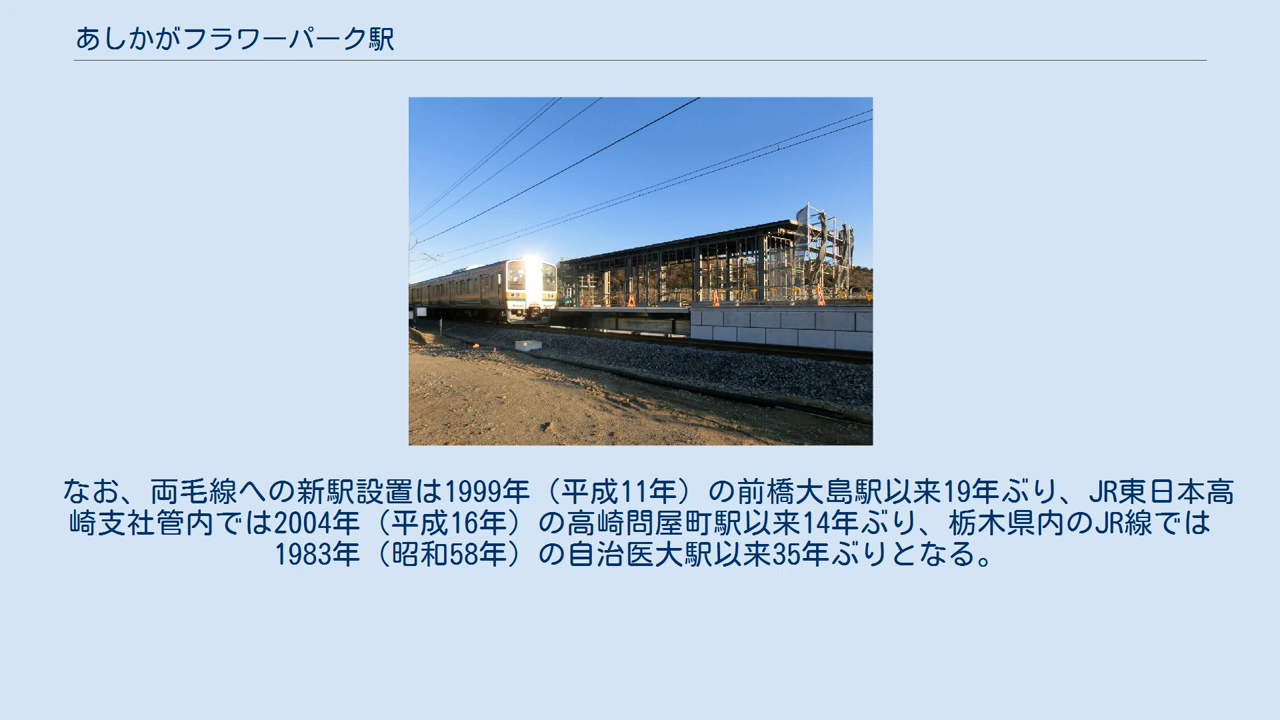 あしかがフラワーパーク駅
なお、両毛線への新駅設置は1999年（平成11年）の前橋大島駅以来19年ぶり、JR東日本高
崎支社管内では2004年（平成16年）の高崎問屋町駅以来14年ぶり、栃木県内のJR線では
1983年（昭和58年）の自治医大駅以来35年ぶりとなる。